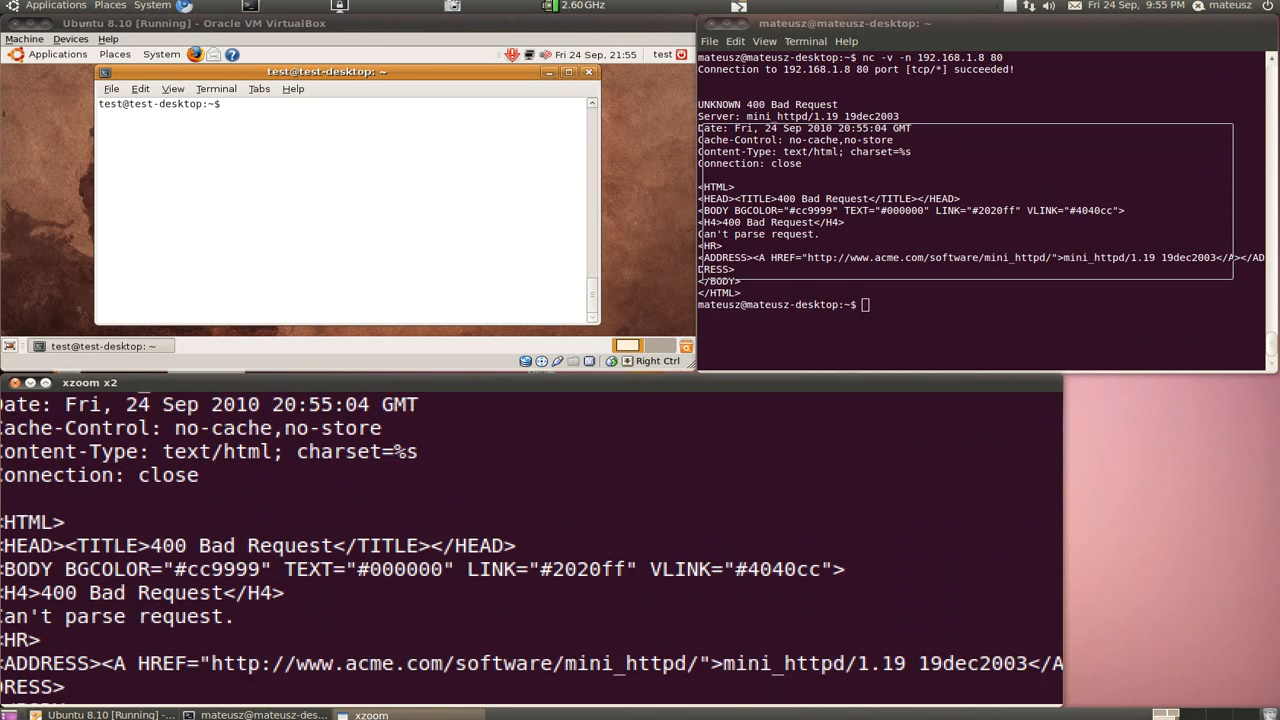 Applications Places System 2.60GHz Fri 24 Sep, 9:55 PM mateusz
Ubuntu 8.10 [Running] - Oracle VM VirtualBox
Machine Devices Help
Applications Places System Fri 24 Sep, 21:55 test
test@test-desktop: ~
File Edit View Terminal Tabs Help
test@test-desktop:~$
test@test-desktop: ~
Right Ctrl
mateusz@mateusz-desktop: ~
File Edit View Terminal Help
mateusz@mateusz-desktop:~$ nc -v -n 192.168.1.8 80
Connection to 192.168.1.8 80 port [tcp/*] succeeded!
UNKNOWN 400 Bad Request
Server: mini_httpd/1.19 19dec2003
Date: Fri, 24 Sep 2010 20:55:04 GMT
Cache-Control: no-cache,no-store
Content-Type: text/html; charset=%s
Connection: close
<HTML>
<HEAD><TITLE>400 Bad Request</TITLE></HEAD>
<BODY BGCOLOR="#cc9999" TEXT="#000000" LINK="#2020ff" VLINK="#4040cc">
<H4>400 Bad Request</H4>
Can't parse request.
<HR>
<ADDRESS><A HREF="http://www.acme.com/software/mini_httpd/">mini_httpd/1.19 19dec2003</A></AD
DRESS>
</BODY>
</HTML>
mateusz@mateusz-desktop:~$
xzoom x2
Date: Fri, 24 Sep 2010 20:55:04 GMT
Cache-Control: no-cache,no-store
Content-Type: text/html; charset=%s
Connection: close
<HTML>
<HEAD><TITLE>400 Bad Request</TITLE></HEAD>
<BODY BGCOLOR="#cc9999" TEXT="#000000" LINK="#2020ff" VLINK="#4040cc">
<H4>400 Bad Request</H4>
Can't parse request.
<HR>
<ADDRESS><A HREF="http://www.acme.com/software/mini_httpd/">mini_httpd/1.19 19dec2003</A
DRESS>
Ubuntu 8.10 [Running] -... mateusz@mateusz-des... xzoom